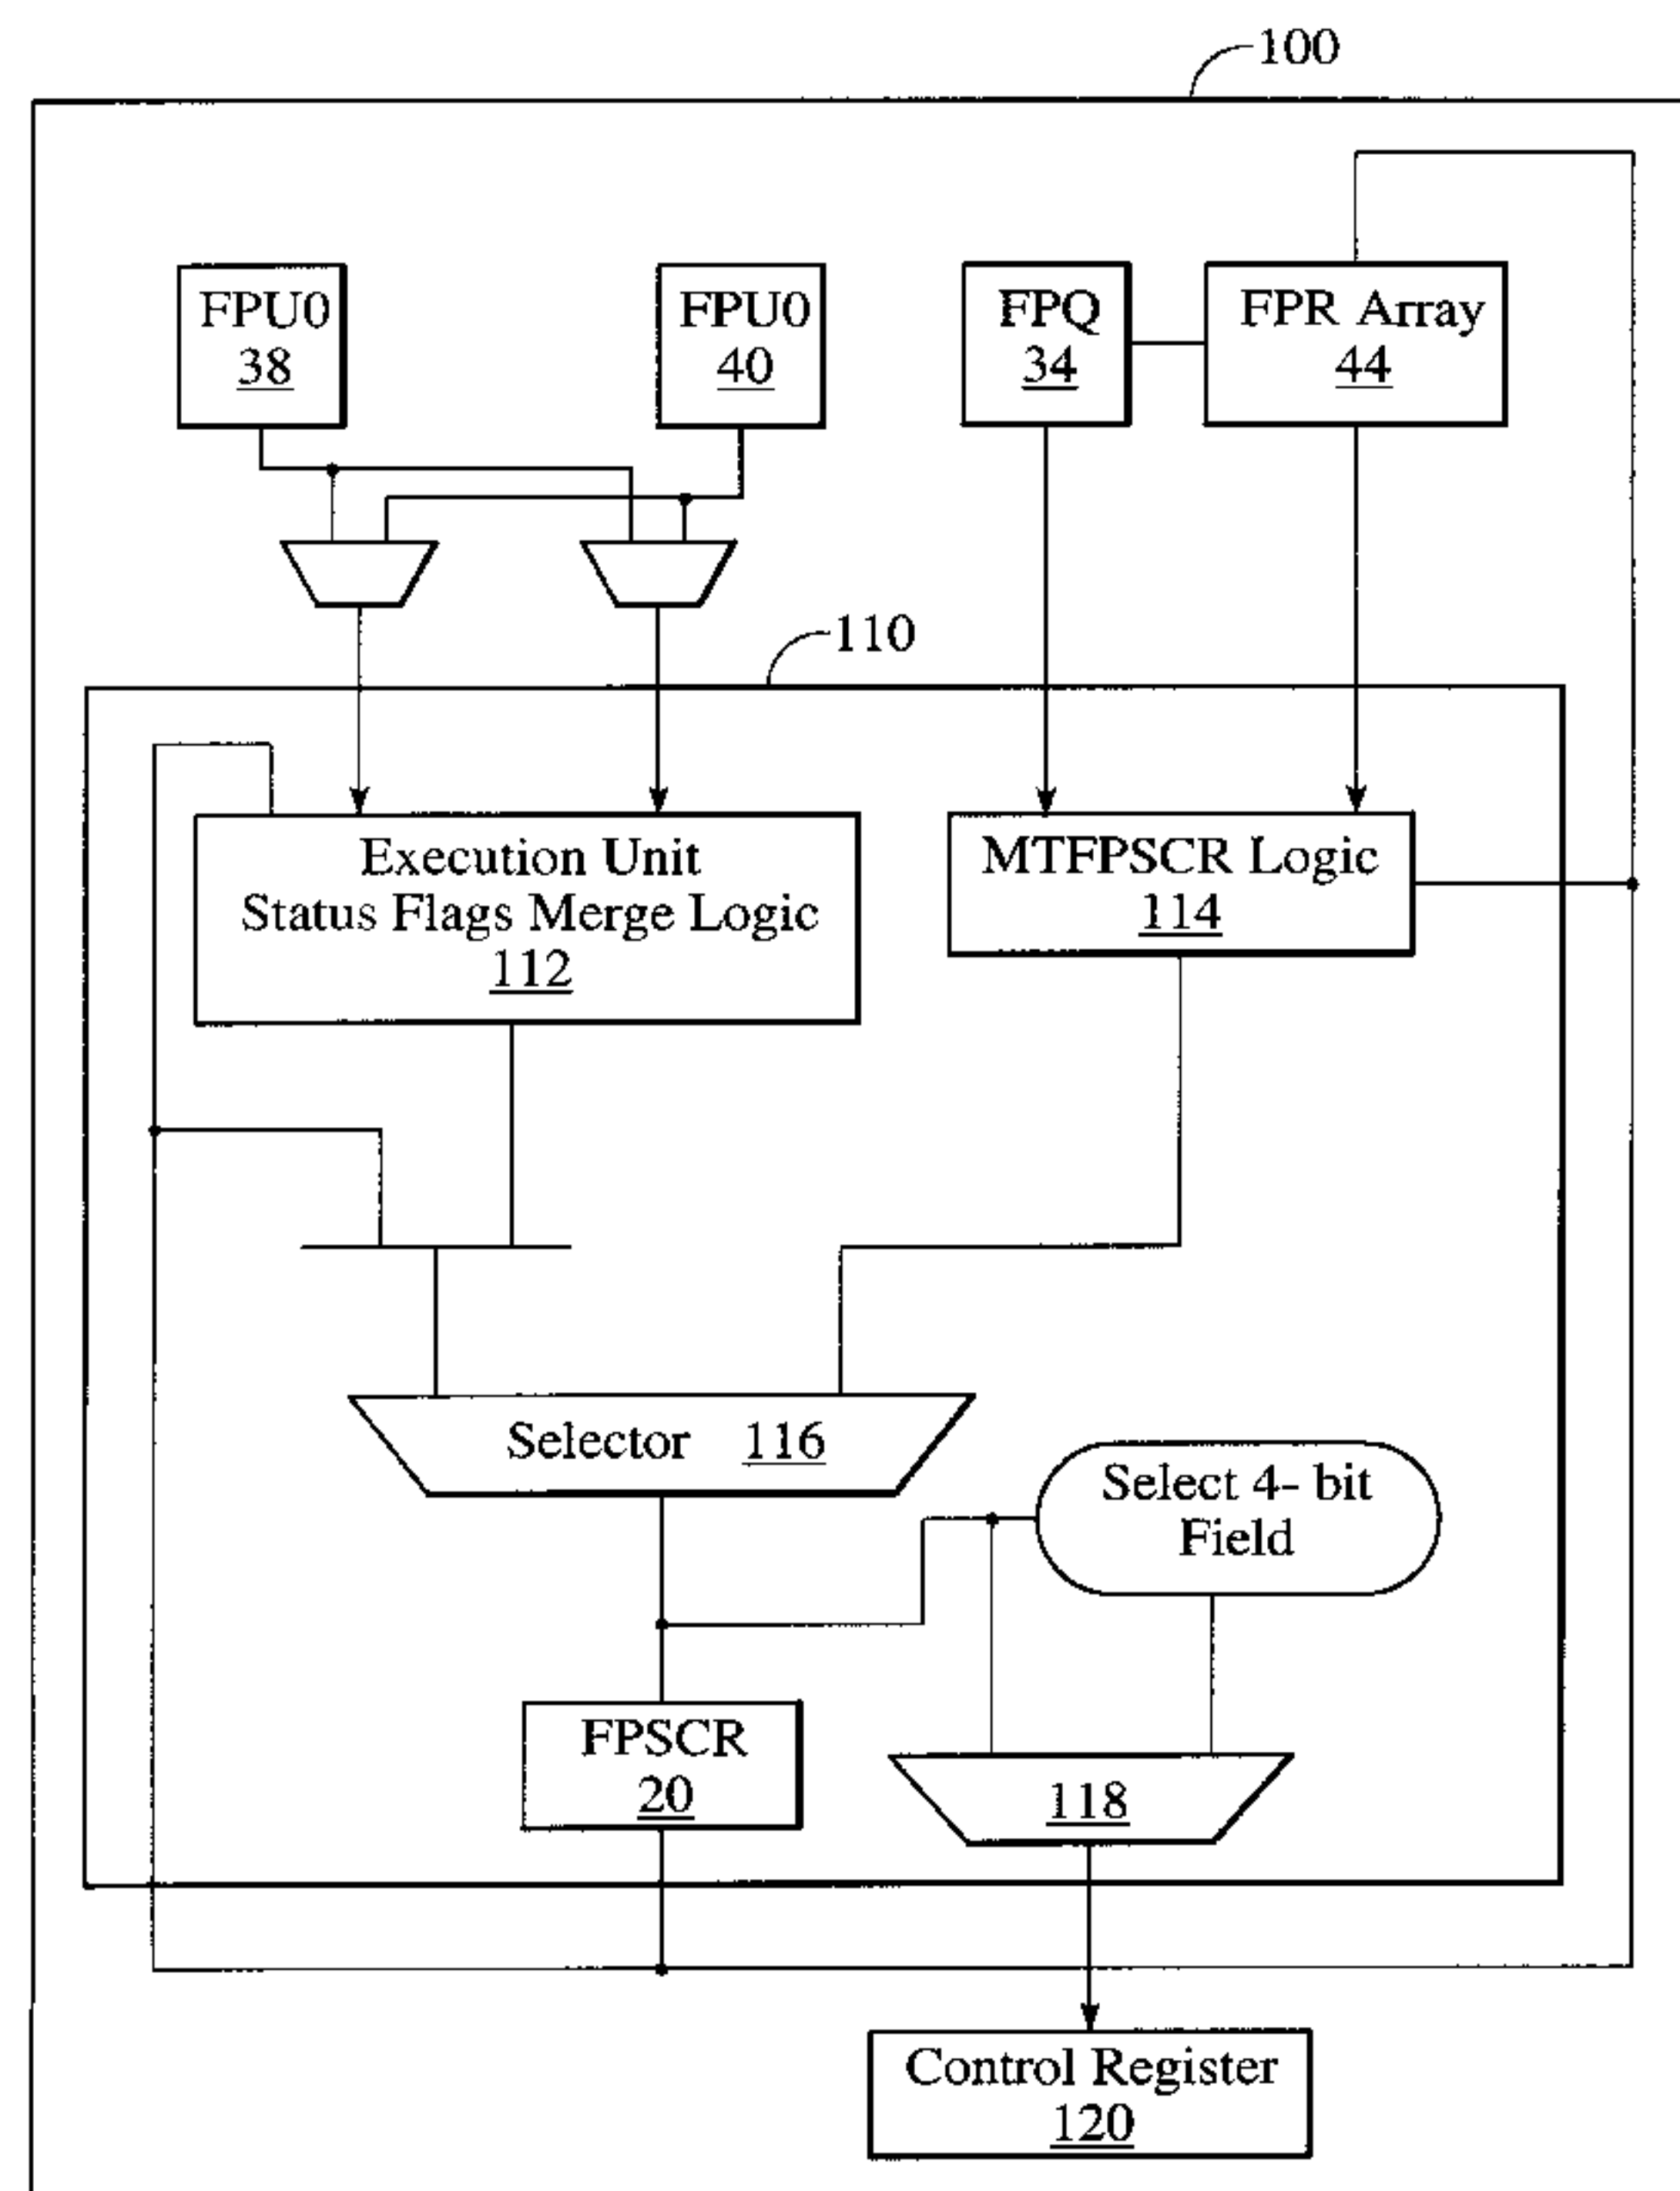 100
FPU0
38
FPU0
40
FPQ
34
FPR Array
44
110
Execution Unit
Status Flags Merge Logic
112
MTFPSCR Logic
114
Selector 116
Select 4- bit
Field
FPSCR
20
118
Control Register
120